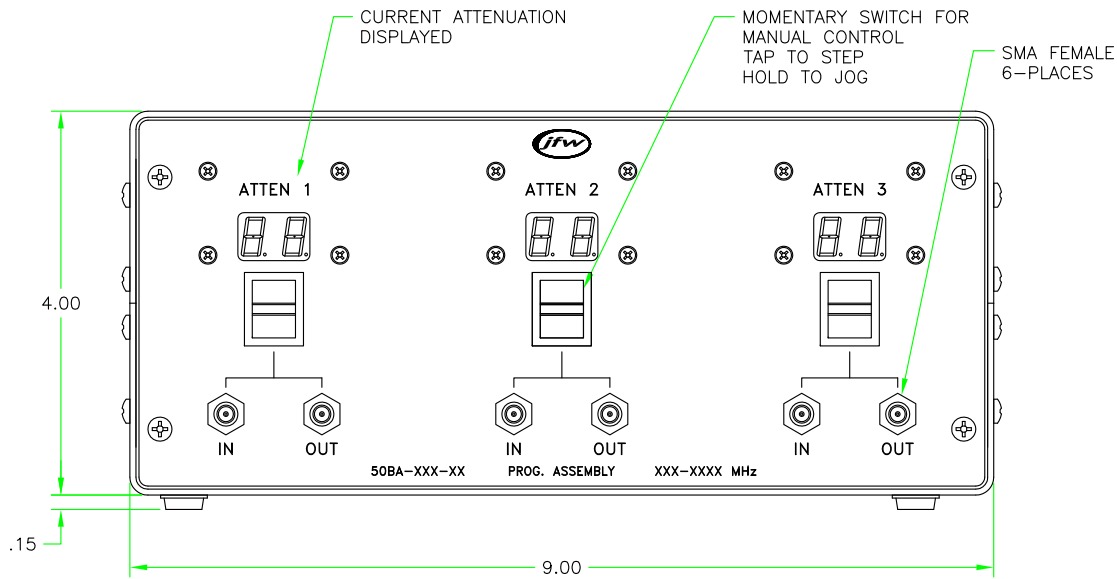 CURRENT ATTENUATION
DISPLAYED
MOMENTARY SWITCH FOR
MANUAL CONTROL
TAP TO STEP
HOLD TO JOG
SMA FEMALE
6-PLACES
jfw
ATTEN 1
ATTEN 2
ATTEN 3
8.8.
8.8.
8.8.
4.00
IN
OUT
IN
OUT
IN
OUT
50BA-XXX-XX PROG. ASSEMBLY XXX-XXXX MHz
.15
9.00